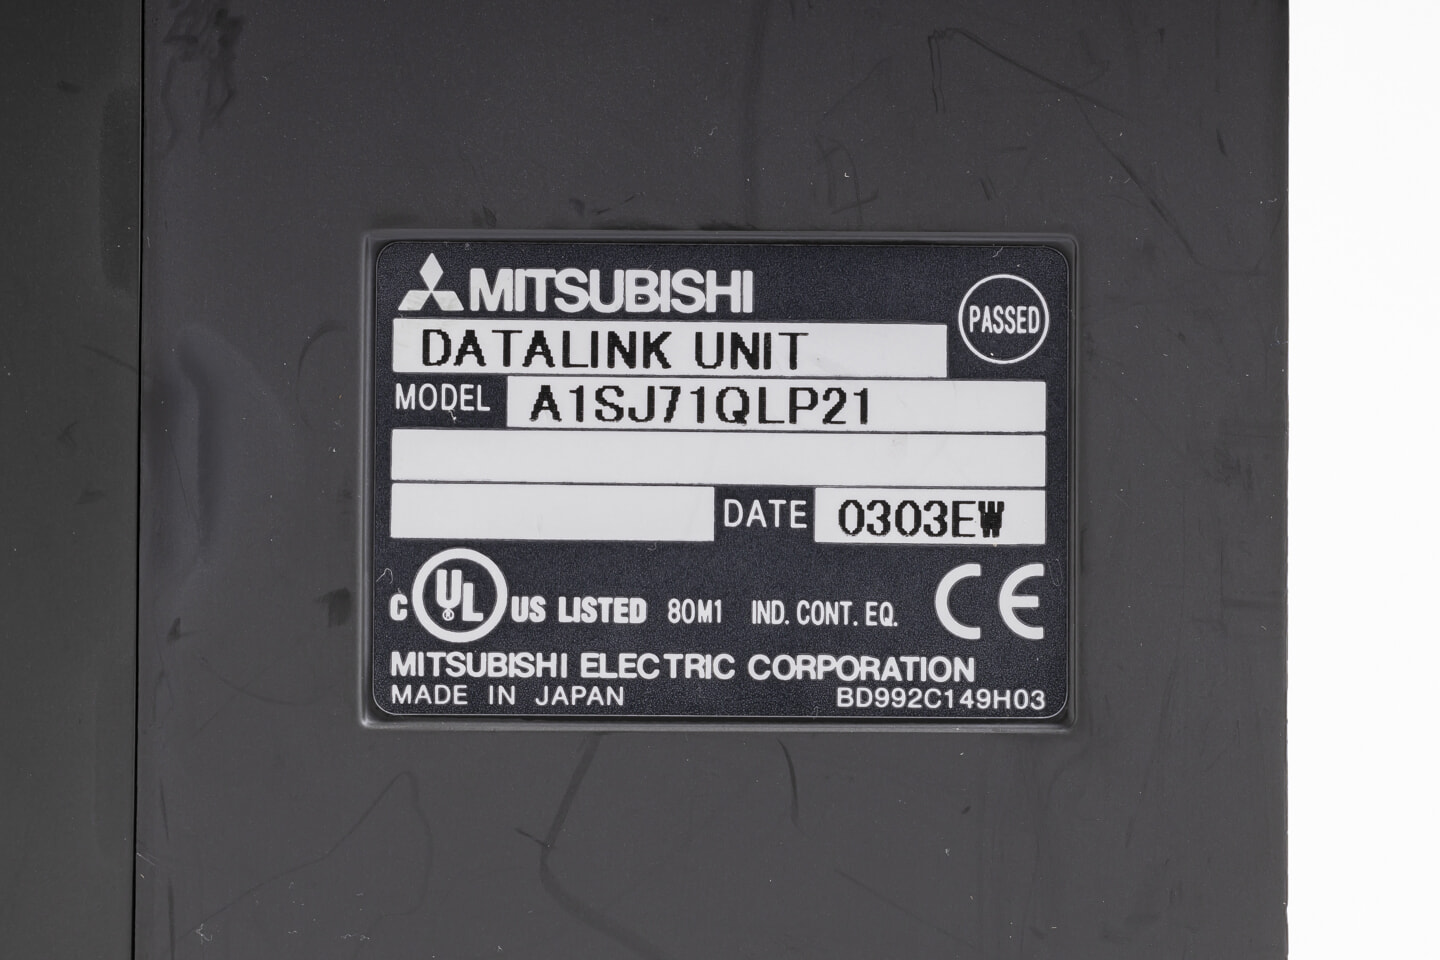 MITSUBISHI
PASSED
DATALINK UNIT
MODEL A1SJ71QLP21
DATE 0303EW
C UL US LISTED 80M1 IND. CONT. EQ. CE
MITSUBISHI ELECTRIC CORPORATION
MADE IN JAPAN BD992C149H03